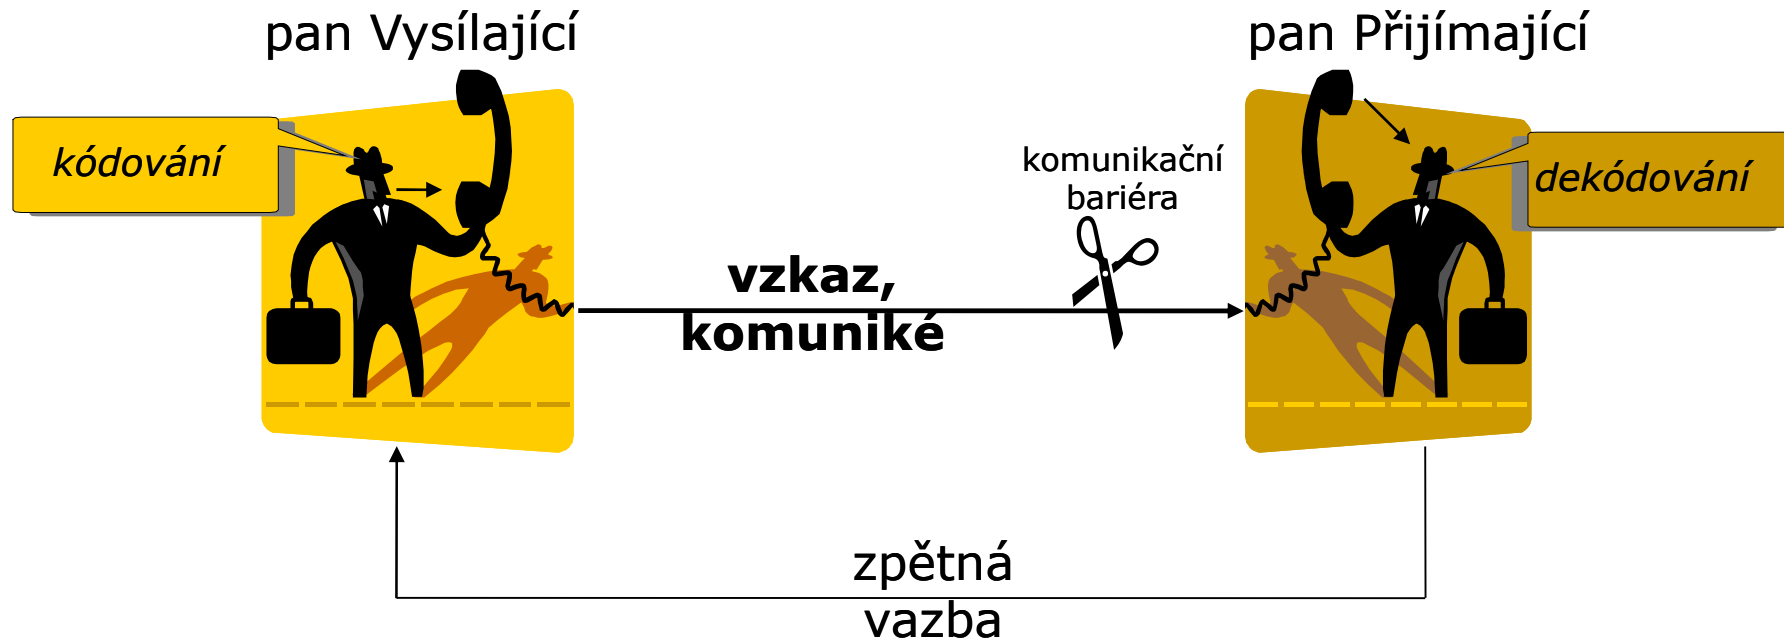 pan Vysílající
pan Přijímající
kódování
komunikační
bariéra
dekódování
vzkaz,
komuniké
zpětná
vazba